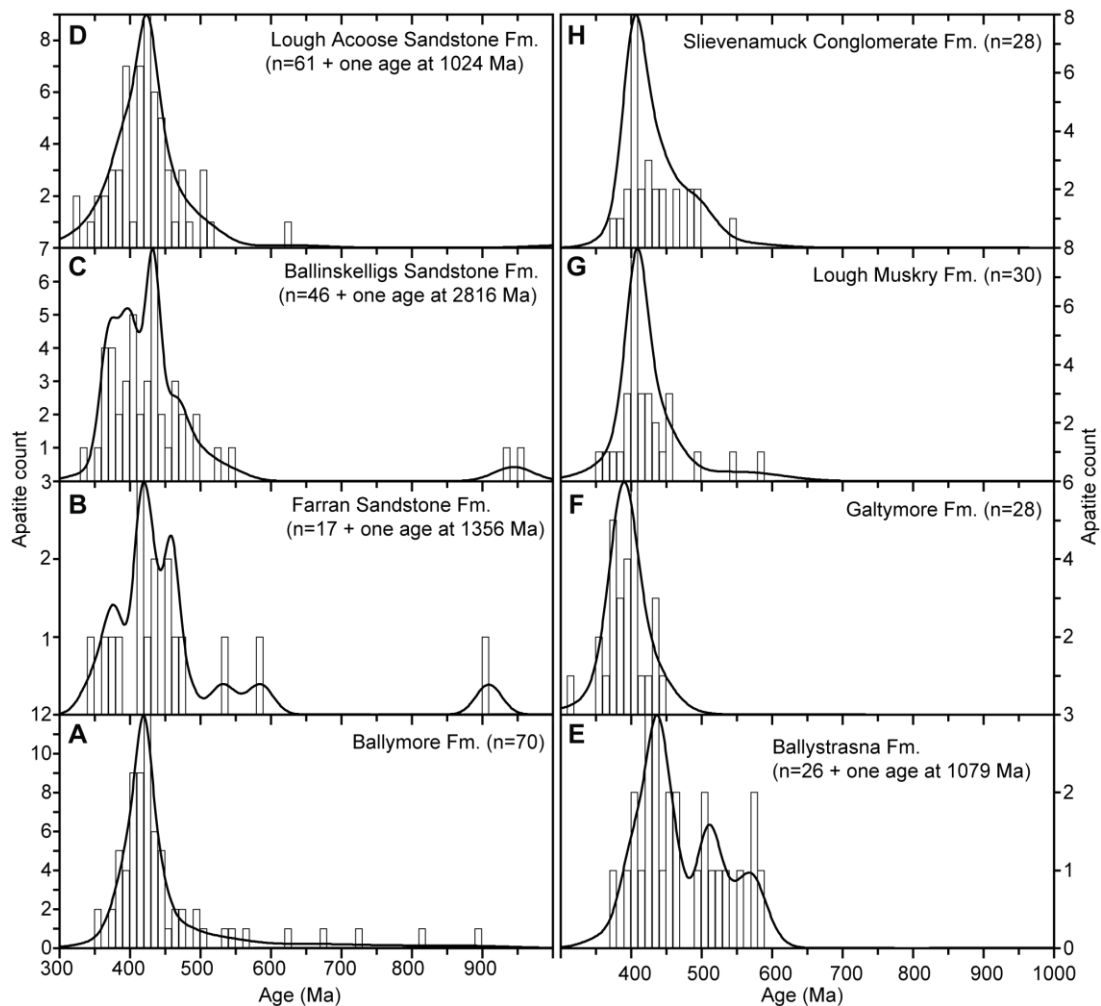 D
Lough Acoose Sandstone Fm.
(n=61 + one age at 1024 Ma)
8
6
4
2
7
C
Ballinskelligs Sandstone Fm.
(n=46 + one age at 2816 Ma)
6
5
4
3
2
1
3
B
Farran Sandstone Fm.
(n=17 + one age at 1356 Ma)
2
1
12
A
Ballymore Fm. (n=70)
10
8
6
4
2
0
300 400 500 600 700 800 900
Age (Ma)
Apatite count
H
Slievenamuck Conglomerate Fm. (n=28)
8
6
4
2
8
G
Lough Muskry Fm. (n=30)
6
4
2
6
F
Galtymore Fm. (n=28)
4
2
3
E
Ballystrasna Fm.
(n=26 + one age at 1079 Ma)
2
1
0
400 500 600 700 800 900 1000
Age (Ma)
Apatite count